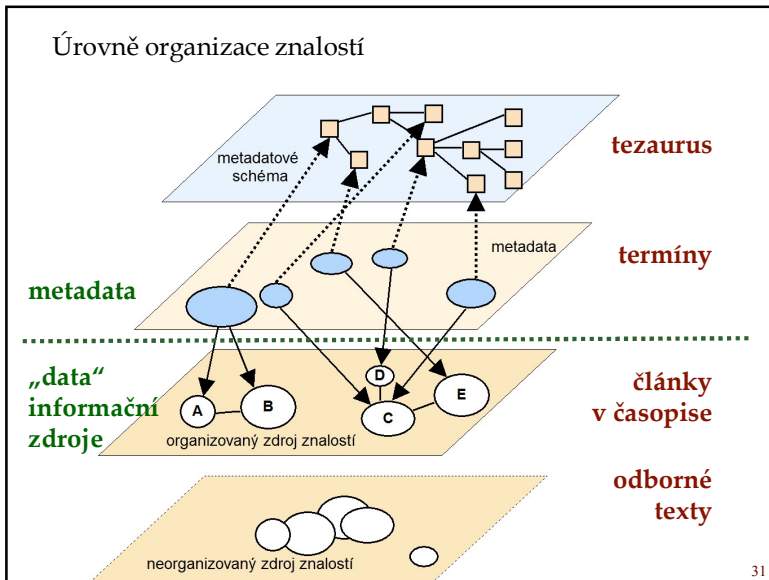 Úrovně organizace znalostí
metadatové
schéma
tezaurus
metadata
termíny
metadata
„data“
informační
zdroje
D
A
B
C
E
organizovaný zdroj znalostí
články
v časopise
odborné
texty
neorganizovaný zdroj znalostí
31